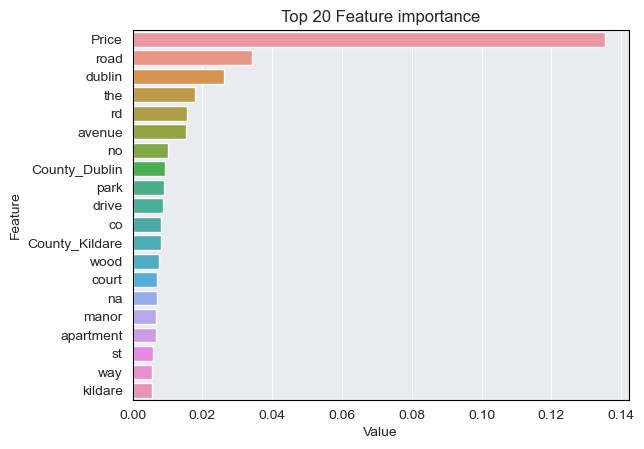 Top 20 Feature importance
Price
road
dublin
the
rd
avenue
no
County_Dublin
park
drive
co
County_Kildare
wood
court
na
manor
apartment
st
way
kildare
Feature
0.00 0.02 0.04 0.06 0.08 0.10 0.12 0.14
Value